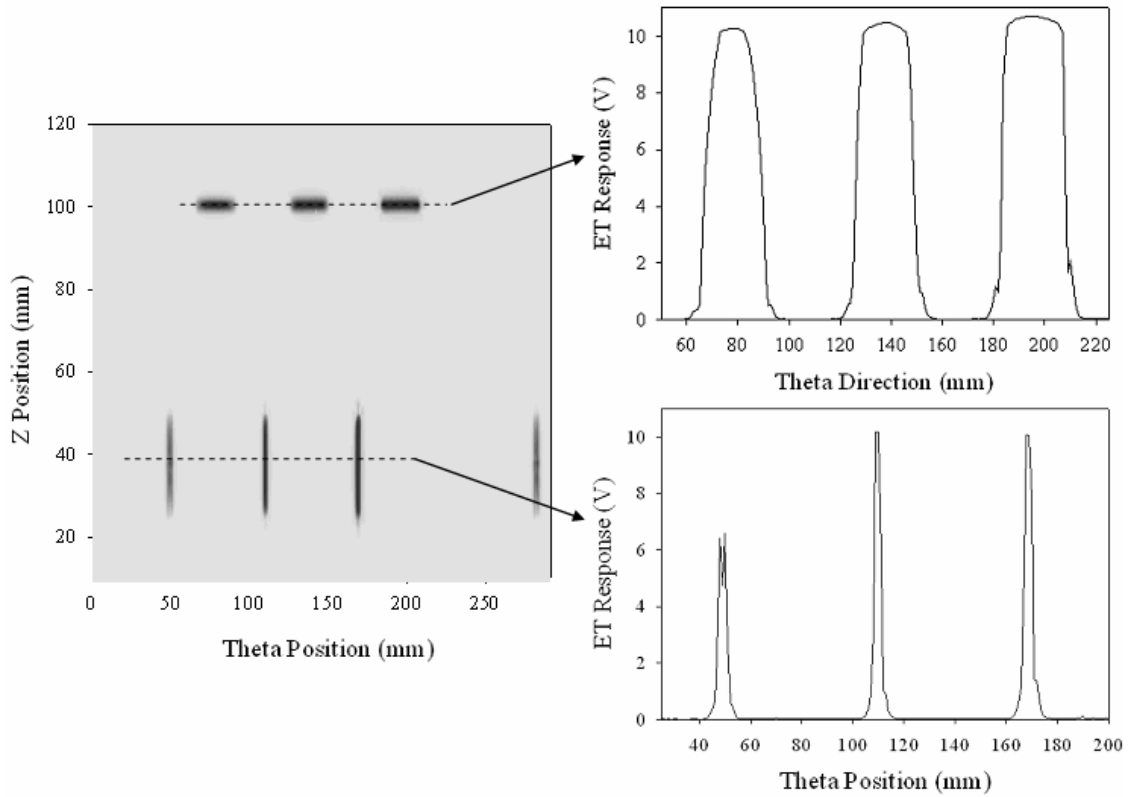 120
100
80
60
40
20
Z Position (mm)
0 50 100 150 200 250
Theta Position (mm)
10
8
6
4
2
0
ET Response (V)
60 80 100 120 140 160 180 200 220
Theta Direction (mm)
10
8
6
4
2
0
ET Response (V)
40 60 80 100 120 140 160 180 200
Theta Position (mm)